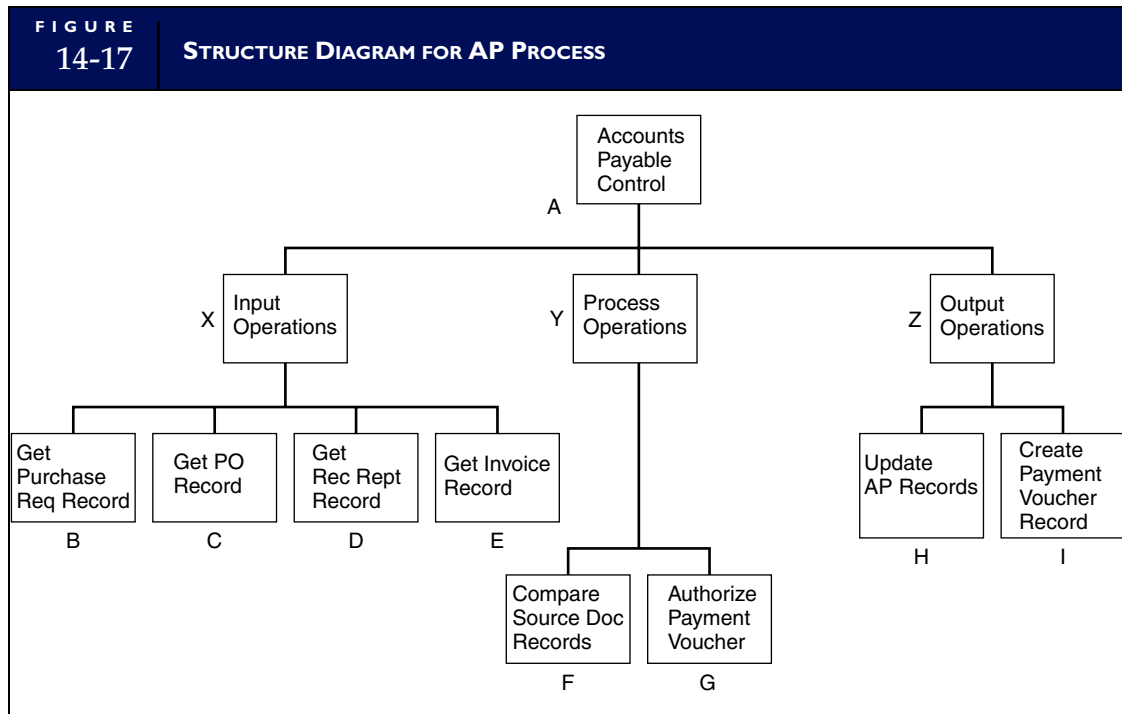 FIGURE
14-17
STRUCTURE DIAGRAM FOR AP PROCESS
Accounts
Payable
Control
A
Input
Operations
X
Process
Operations
Y
Output
Operations
Z
Get
Purchase
Req Record
B
Get PO
Record
C
Get
Rec Rept
Record
D
Get Invoice
Record
E
Update
AP Records
H
Create
Payment
Voucher
Record
I
Compare
Source Doc
Records
F
Authorize
Payment
Voucher
G